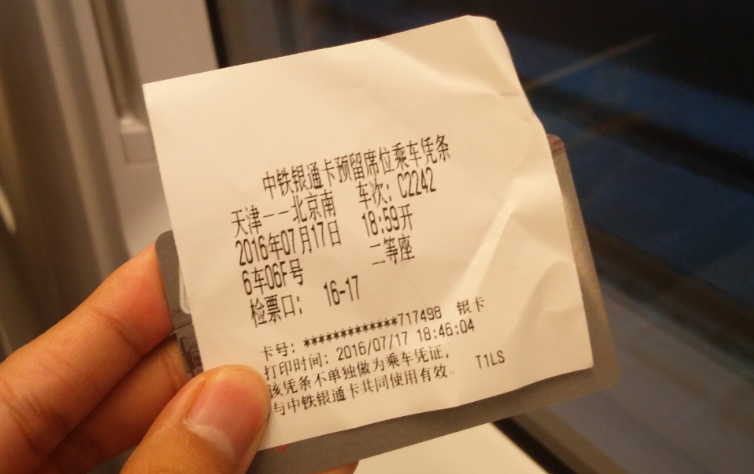 中铁银通卡预留席位乘车凭条
天津——北京南 车次: C2242
2016年07月17日 18:59开
6车06F号 二等座
检票口: 16-17
卡号: *************717498 银卡
打印时间: 2016/07/17 18:46:04
该凭条不单独做为乘车凭证,
与中铁银通卡共同使用有效。 T1LS